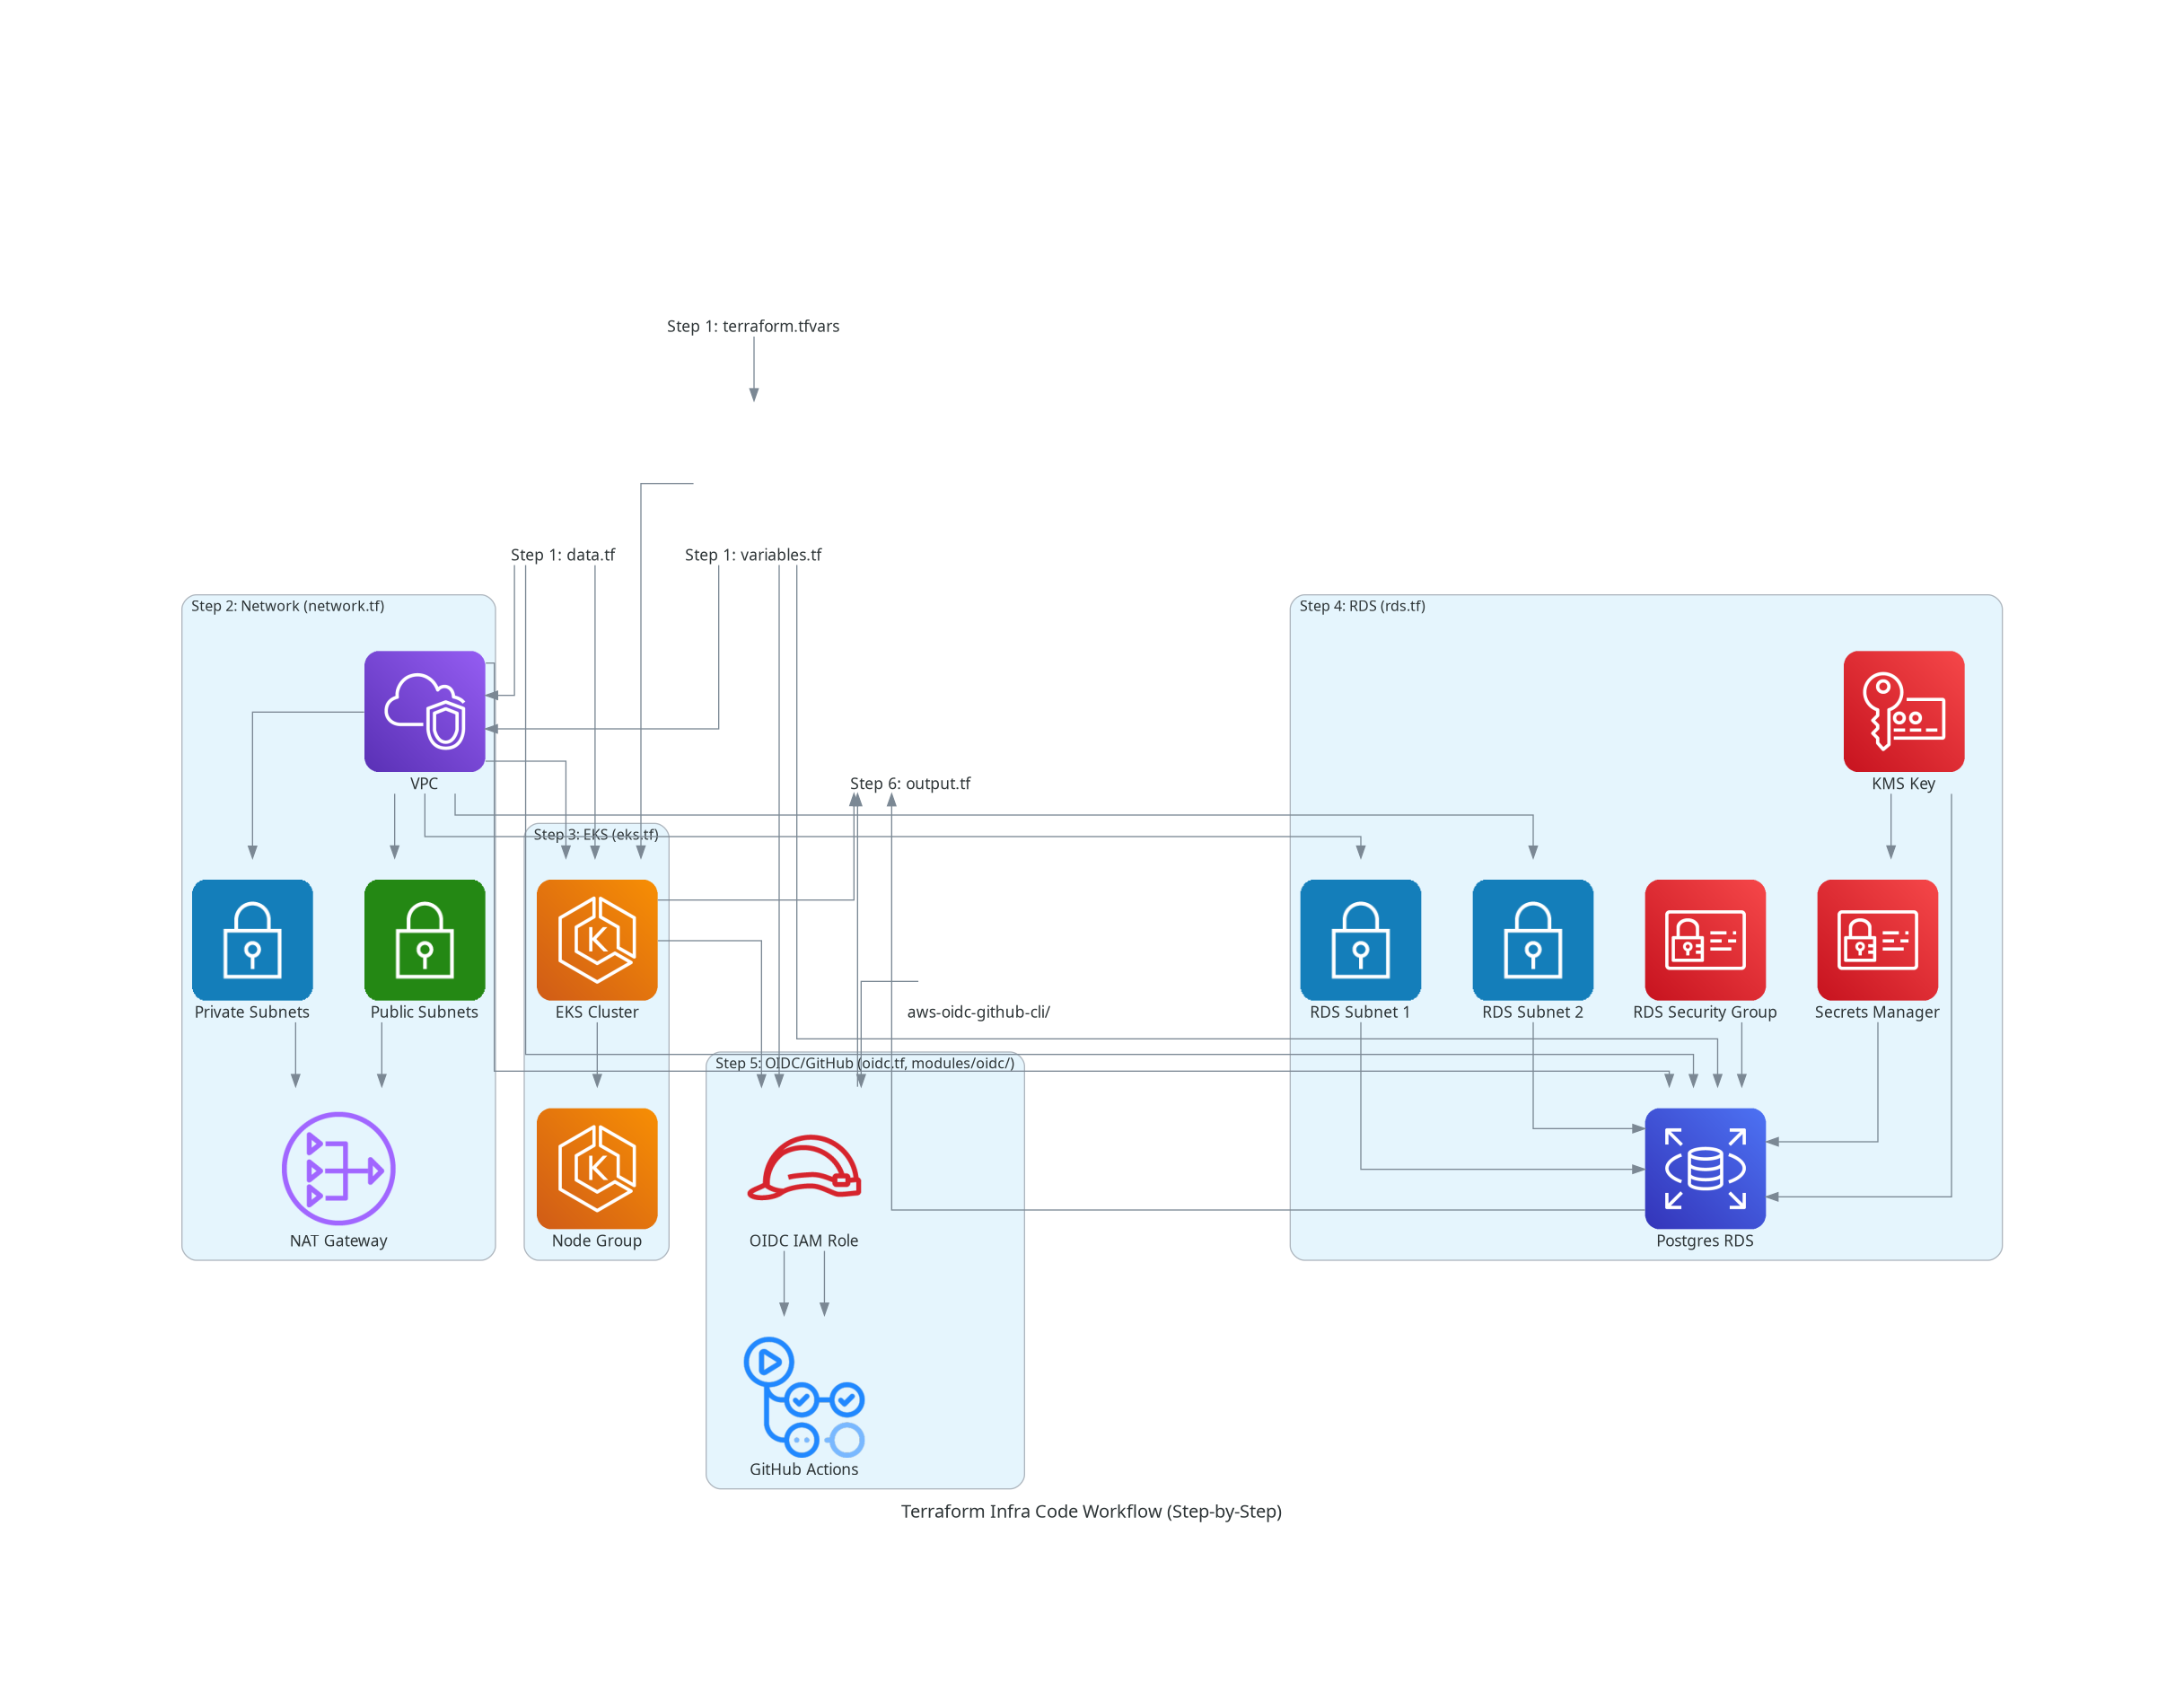 Step 1: terraform.tfvars
Step 1: data.tf
Step 1: variables.tf
Step 2: Network (network.tf)
Step 4: RDS (rds.tf)
VPC
Step 6: output.tf
KMS Key
Step 3: EKS (eks.tf)
Private Subnets
Public Subnets
EKS Cluster
aws-oidc-github-cli/
RDS Subnet 1
RDS Subnet 2
RDS Security Group
Secrets Manager
Step 5: OIDC/GitHub (oidc.tf, modules/oidc/)
NAT Gateway
Node Group
OIDC IAM Role
Postgres RDS
GitHub Actions
Terraform Infra Code Workflow (Step-by-Step)